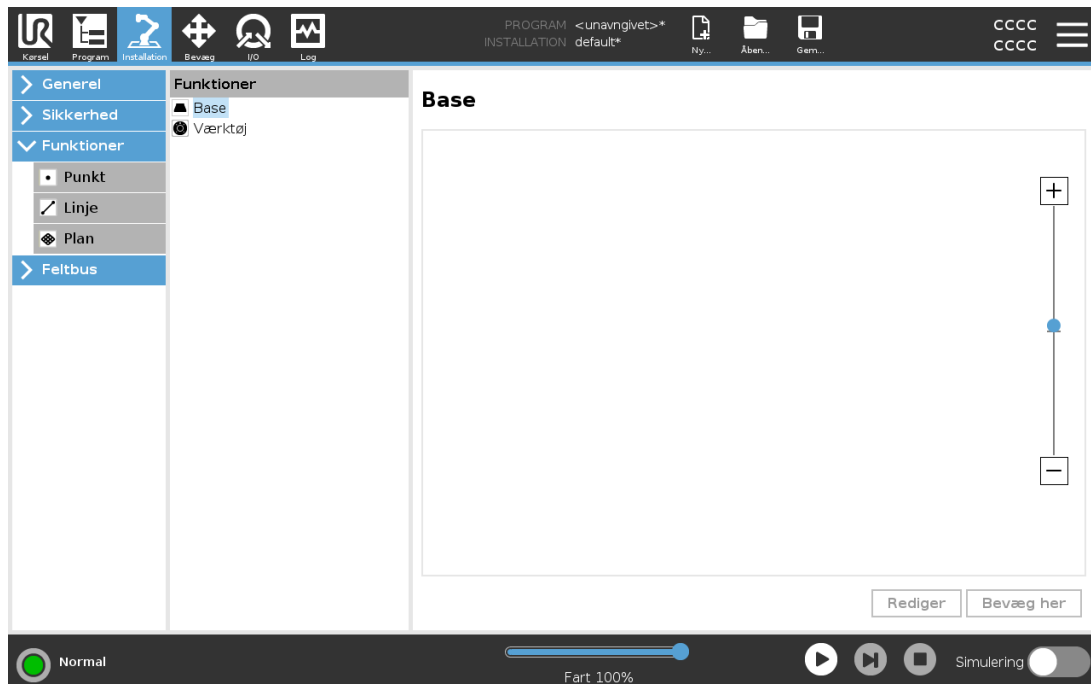 PROGRAM <unavngivet>*
INSTALLATION default*
CCCC
CCCC
Kørsel Program Installation Bevæg I/O Log Ny... Åben... Gem...
Generel
Sikkerhed
Funktioner
Punkt
Linje
Plan
Feltbus
Funktioner
Base
Værktøj
Base
Rediger Bevæg her
Normal
Fart 100%
Simulering